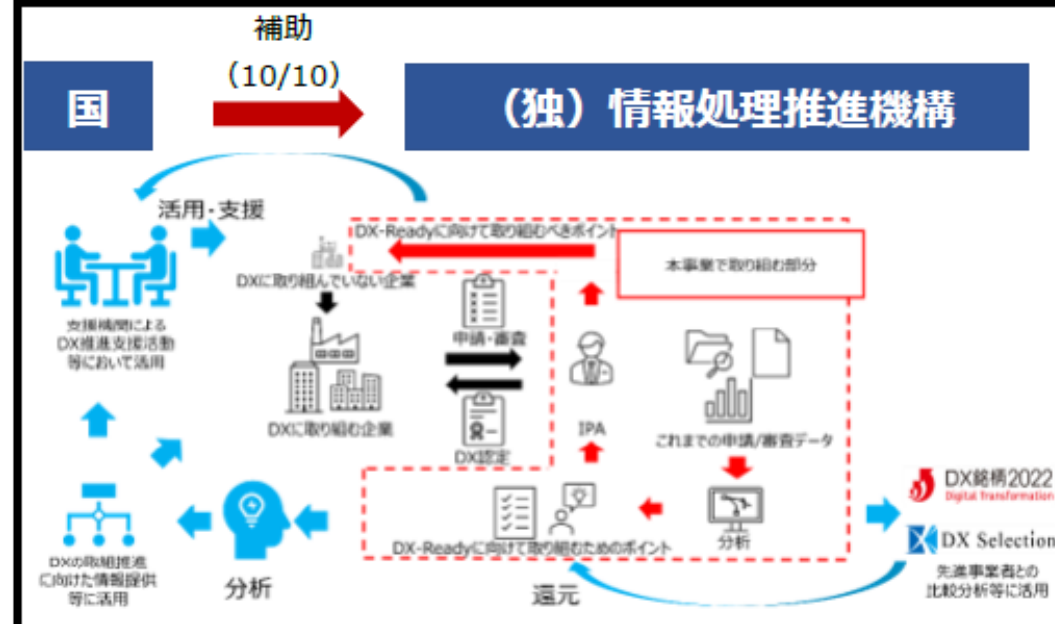 補助
（10/10）
国
（独）情報処理推進機構
活用・支援
DX-Readyに向けて取り組むべきポイント
本事業で取り組む部分
DXに取り組んでいない企業
支援機関による
DX推進支援活動
等において活用
申請・審査
DXに取り組む企業
DX認定
IPA
これまでの申請/審査データ
DX銘柄2022
Digital Transformation
DX Selection
先進事業者との
比較分析等に活用
DX-Readyに向けて取り組むためのポイント
分析
DXの取組推進
に向けた情報提供
等に活用
分析
還元